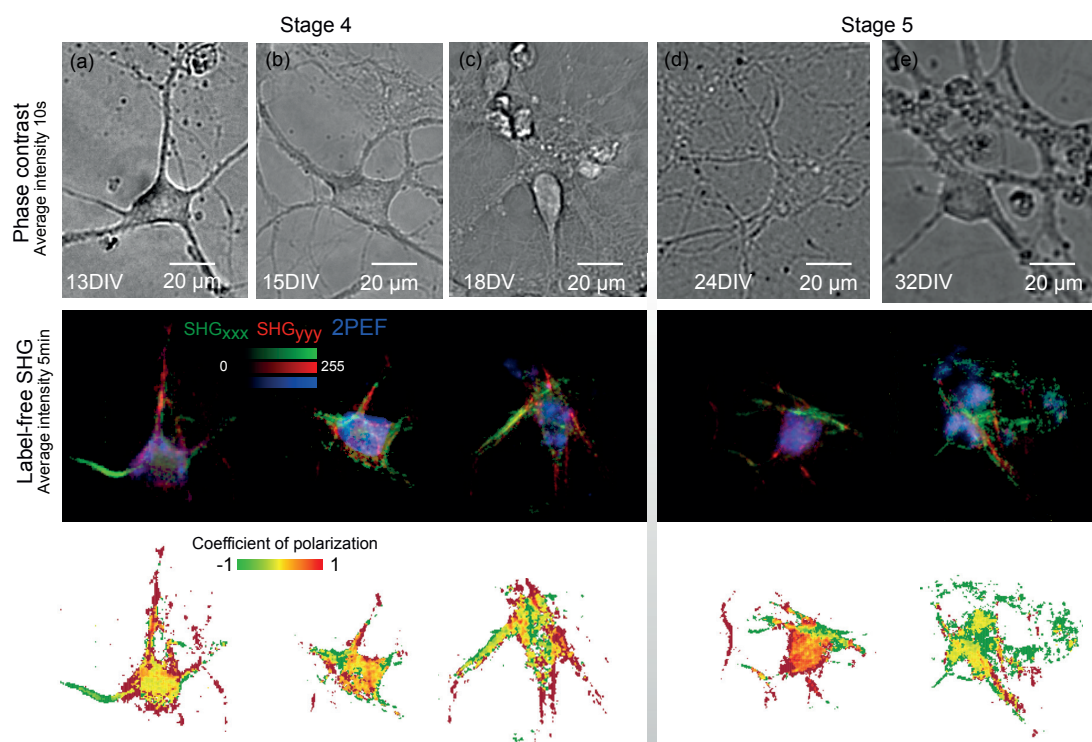 Stage 4
Stage 5
Phase contrast
Average intensity 10s
(a)
(b)
(c)
(d)
(e)
13DIV
20 µm
15DIV
20 µm
18DV
20 µm
24DIV
20 µm
32DIV
20 µm
Label-free SHG
Average intensity 5min
SHGxxx SHGyyy 2PEF
0 255
Coefficient of polarization
-1 1